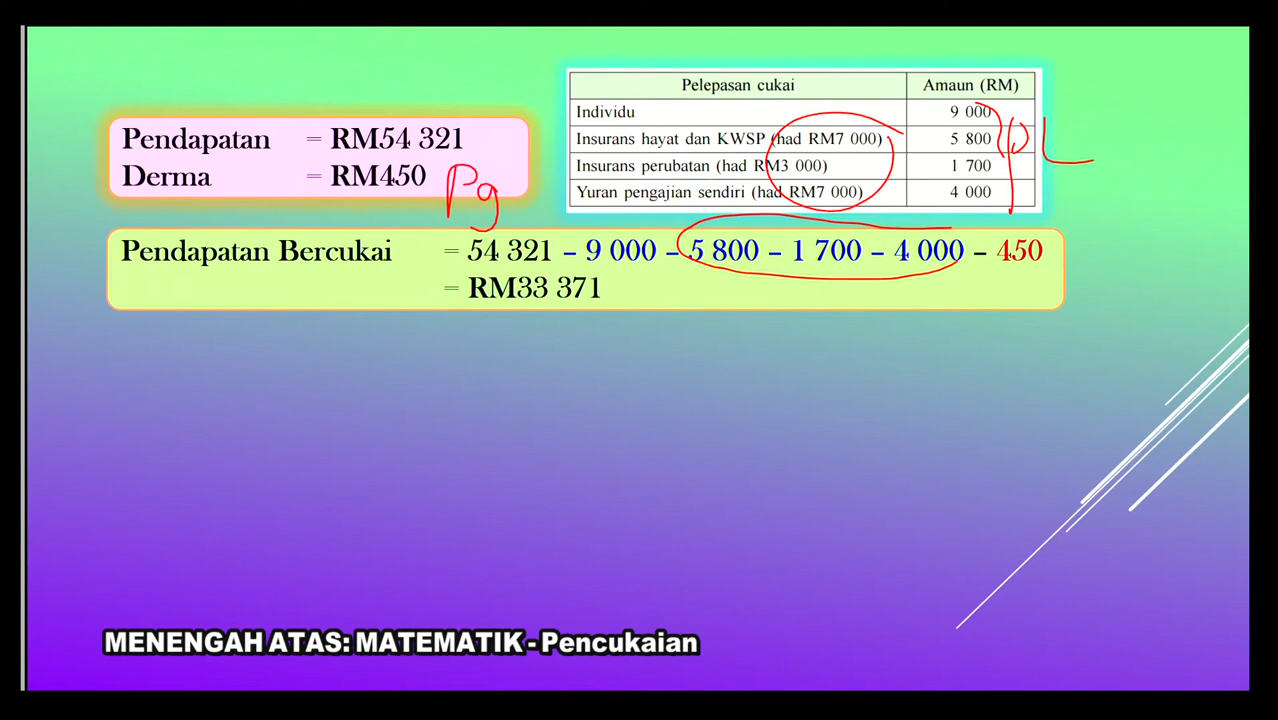 Pendapatan = RM54 321
Derma = RM450
Pg
Pelepasan cukai Amaun (RM)
Individu 9 000
Insurans hayat dan KWSP (had RM7 000) 5 800
Insurans perubatan (had RM3 000) 1 700
Yuran pengajian sendiri (had RM7 000) 4 000
PL
Pendapatan Bercukai = 54 321 – 9 000 – 5 800 – 1 700 – 4 000 – 450
= RM33 371
MENENGAH ATAS: MATEMATIK - Pencukaian